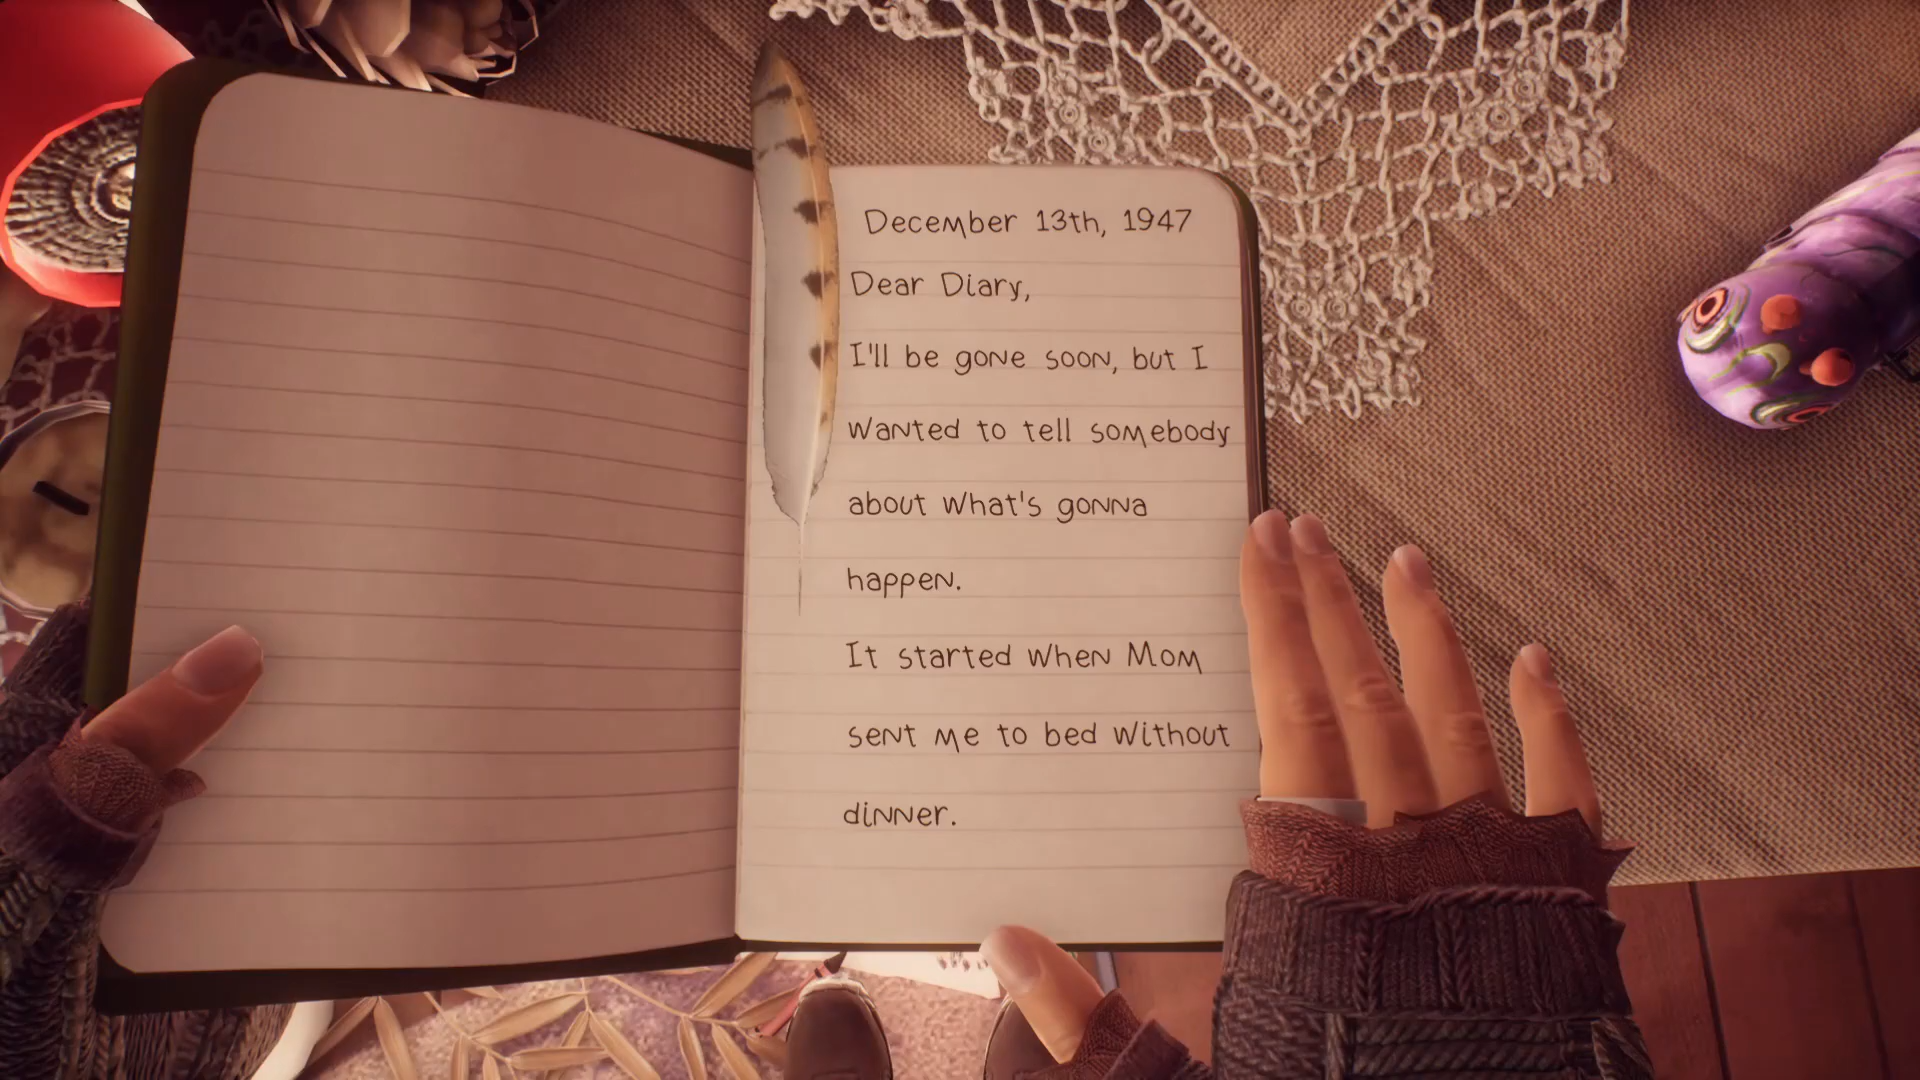 December 13th, 1947
Dear Diary,
I'll be gone soon, but I
wanted to tell somebody
about what's gonna
happen.
It started when Mom
sent me to bed without
dinner.